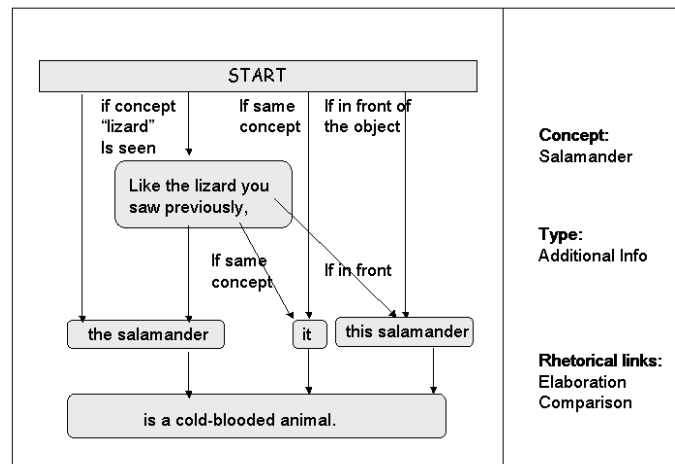 START
if concept
“lizard”
Is seen
If same
concept
If in front of
the object
Like the lizard you
saw previously,
If same
concept
If in front
the salamander
it
this salamander
is a cold-blooded animal.
Concept:
Salamander
Type:
Additional Info
Rhetorical links:
Elaboration
Comparison